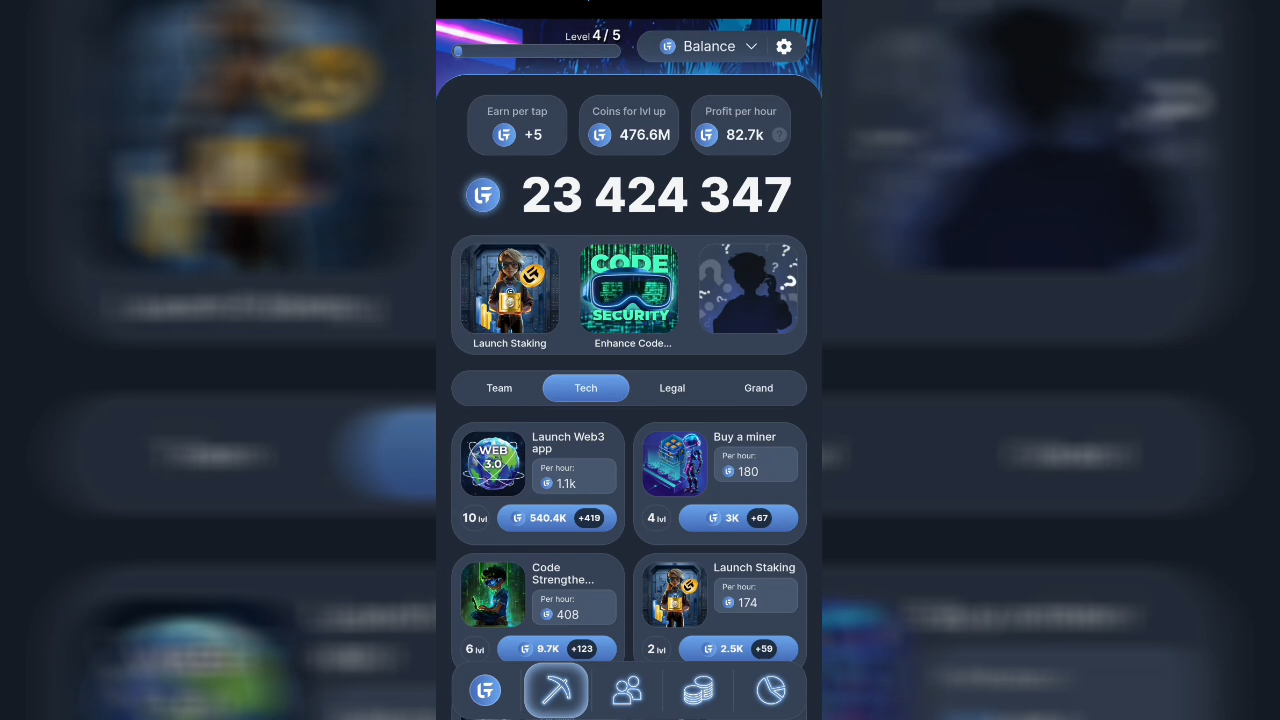 Level 4 / 5
Balance
Earn per tap
+5
Coins for lvl up
476.6M
Profit per hour
82.7k
?
23 424 347
CODE
SECURITY
? ? ?
Launch Staking
Enhance Code...
Team
Tech
Legal
Grand
WEB
3.0
Launch Web3
app
Per hour:
1.1k
10 lvl
540.4K
+419
Buy a miner
Per hour:
180
4 lvl
3K
+67
Code
Strengthe...
Per hour:
408
6 lvl
9.7K
+123
Launch Staking
Per hour:
174
2 lvl
2.5K
+59